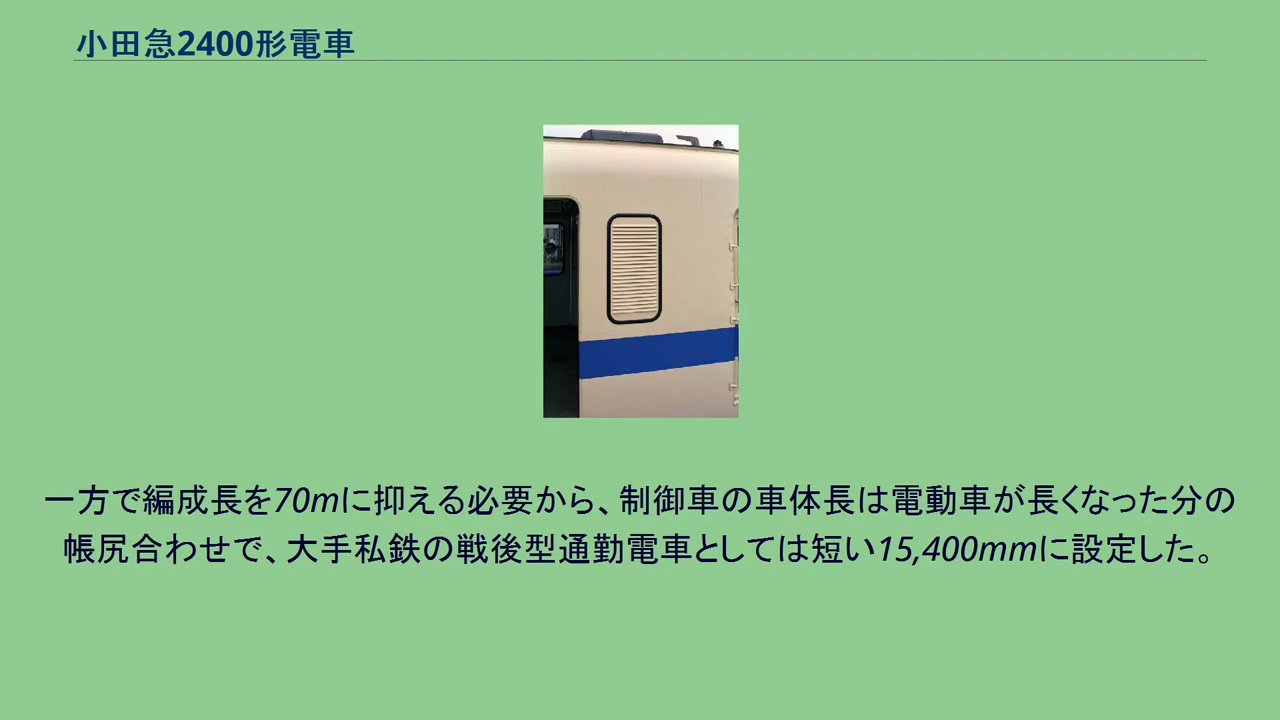 小田急2400形電車
一方で編成長を70mに抑える必要から、制御車の車体長は電動車が長くなった分の
帳尻合わせで、大手私鉄の戦後型通勤電車としては短い15,400mmに設定した。